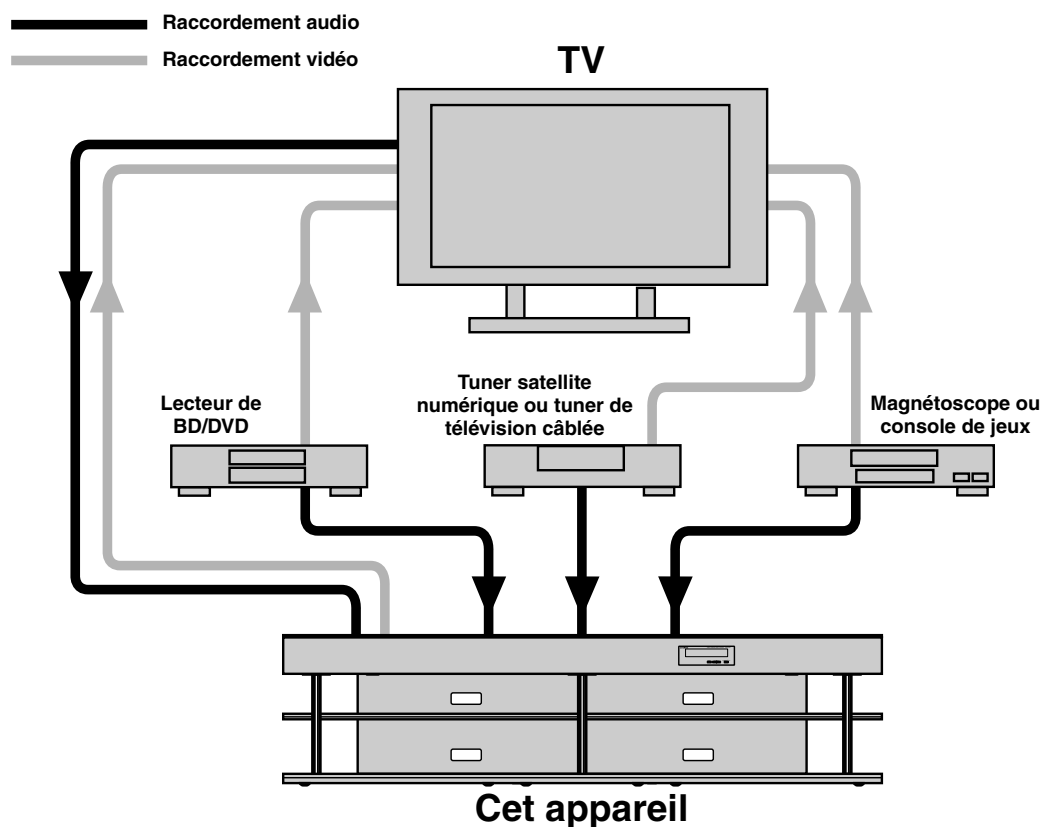 Raccordement audio
Raccordement vidéo
TV
Lecteur de
BD/DVD
Tuner satellite
numérique ou tuner de
télévision câblée
Magnétoscope ou
console de jeux
Cet appareil